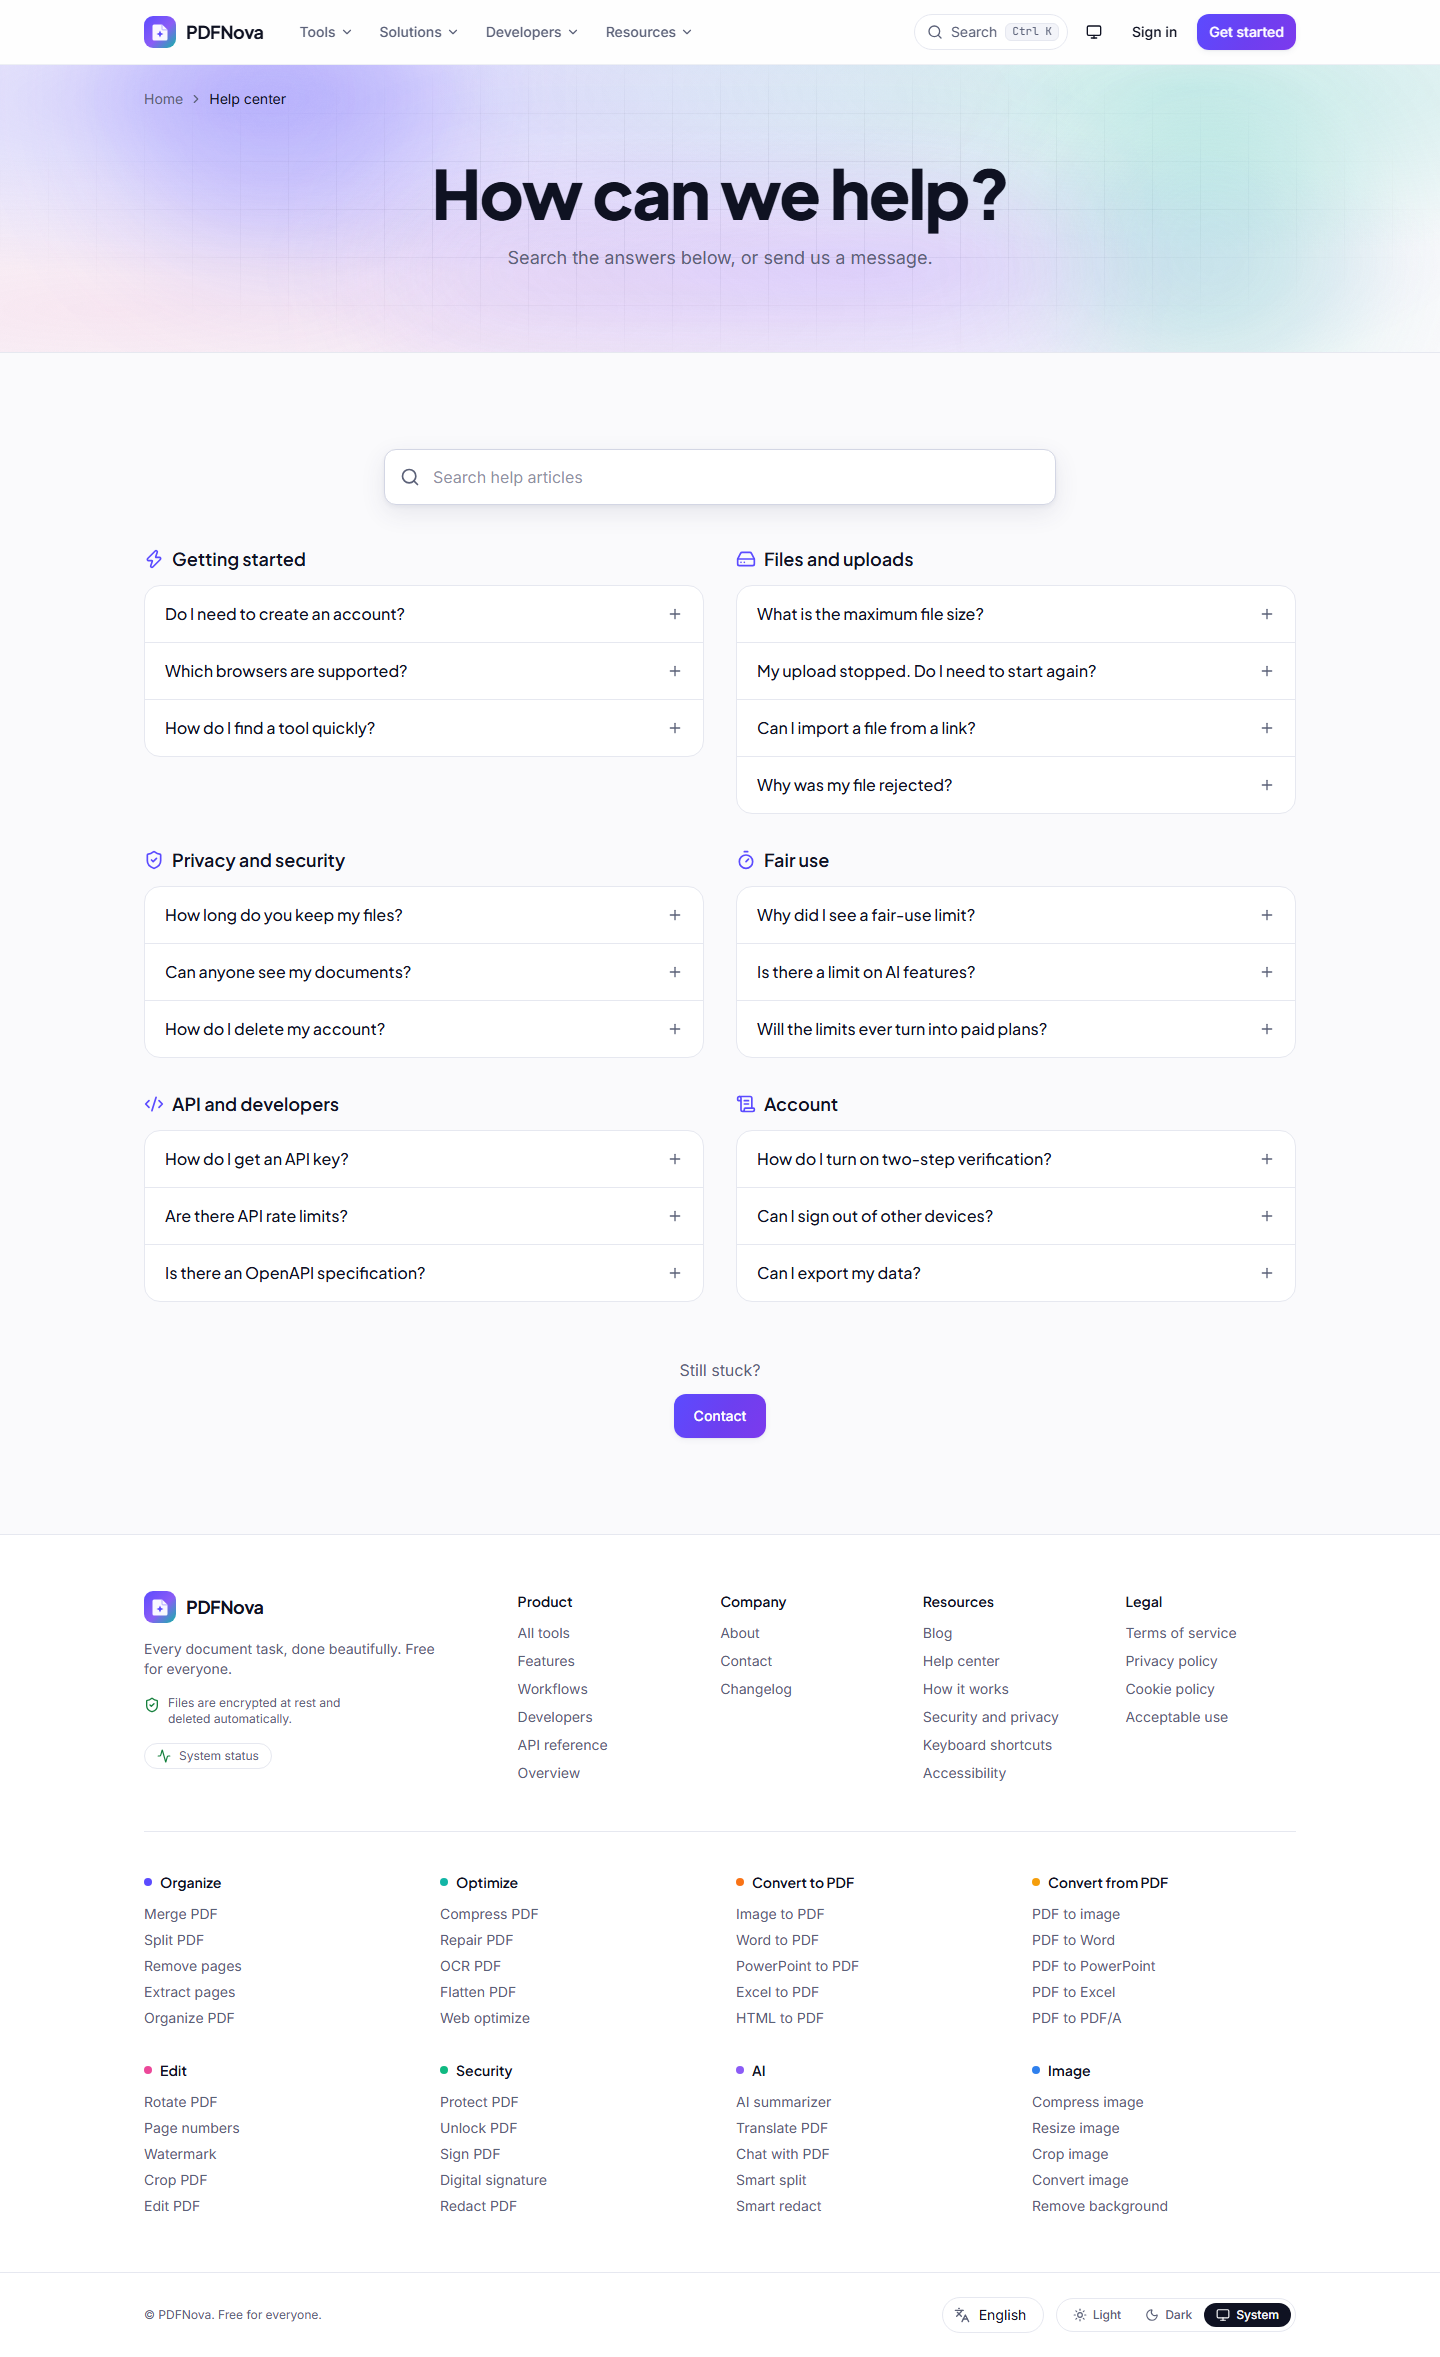 PDFNova
Tools
Solutions
Developers
Resources
Search
Ctrl K
Sign in
Get started
Home
Help center
How can we help?
Search the answers below, or send us a message.
Search help articles
Getting started
Do I need to create an account?
Which browsers are supported?
How do I find a tool quickly?
Files and uploads
What is the maximum file size?
My upload stopped. Do I need to start again?
Can I import a file from a link?
Why was my file rejected?
Privacy and security
How long do you keep my files?
Can anyone see my documents?
How do I delete my account?
Fair use
Why did I see a fair-use limit?
Is there a limit on AI features?
Will the limits ever turn into paid plans?
API and developers
How do I get an API key?
Are there API rate limits?
Is there an OpenAPI specification?
Account
How do I turn on two-step verification?
Can I sign out of other devices?
Can I export my data?
Still stuck?
Contact
PDFNova
Every document task, done beautifully. Free
for everyone.
Files are encrypted at rest and
deleted automatically.
System status
Product
All tools
Features
Workflows
Developers
API reference
Overview
Company
About
Contact
Changelog
Resources
Blog
Help center
How it works
Security and privacy
Keyboard shortcuts
Accessibility
Legal
Terms of service
Privacy policy
Cookie policy
Acceptable use
Organize
Merge PDF
Split PDF
Remove pages
Extract pages
Organize PDF
Optimize
Compress PDF
Repair PDF
OCR PDF
Flatten PDF
Web optimize
Convert to PDF
Image to PDF
Word to PDF
PowerPoint to PDF
Excel to PDF
HTML to PDF
Convert from PDF
PDF to image
PDF to Word
PDF to PowerPoint
PDF to Excel
PDF to PDF/A
Edit
Rotate PDF
Page numbers
Watermark
Crop PDF
Edit PDF
Security
Protect PDF
Unlock PDF
Sign PDF
Digital signature
Redact PDF
AI
AI summarizer
Translate PDF
Chat with PDF
Smart split
Smart redact
Image
Compress image
Resize image
Crop image
Convert image
Remove background
© PDFNova. Free for everyone.
English
Light
Dark
System